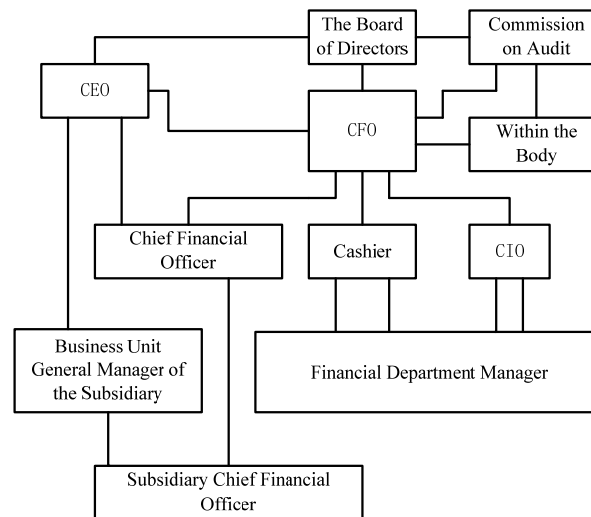 The Board
of Directors
Commission
on Audit
CEO
CFO
Within the
Body
Chief Financial
Officer
Cashier
CIO
Business Unit
General Manager of
the Subsidiary
Financial Department Manager
Subsidiary Chief Financial
Officer